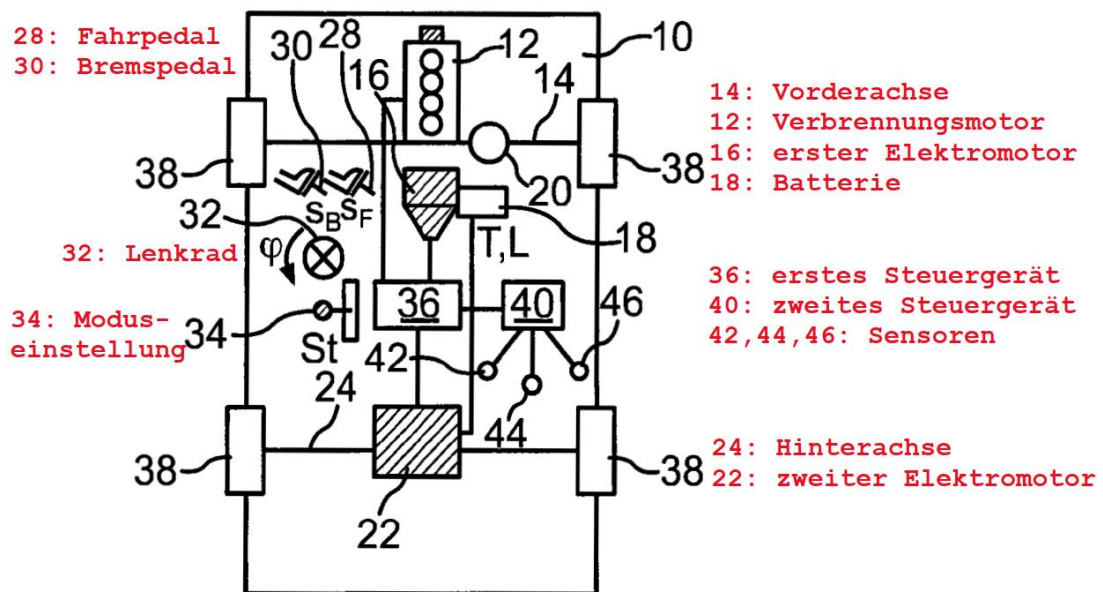 28: Fahrpedal
30: Bremspedal
30
28
16
12
10
14
14: Vorderachse
12: Verbrennungsmotor
16: erster Elektromotor
18: Batterie
38
38
20
SB SF
32
φ
18
T,L
32: Lenkrad
36: erstes Steuergerät
40: zweites Steuergerät
42,44,46: Sensoren
36
40
46
34: Modus-
einstellung
34
St
42
24
44
24: Hinterachse
22: zweiter Elektromotor
38
38
22